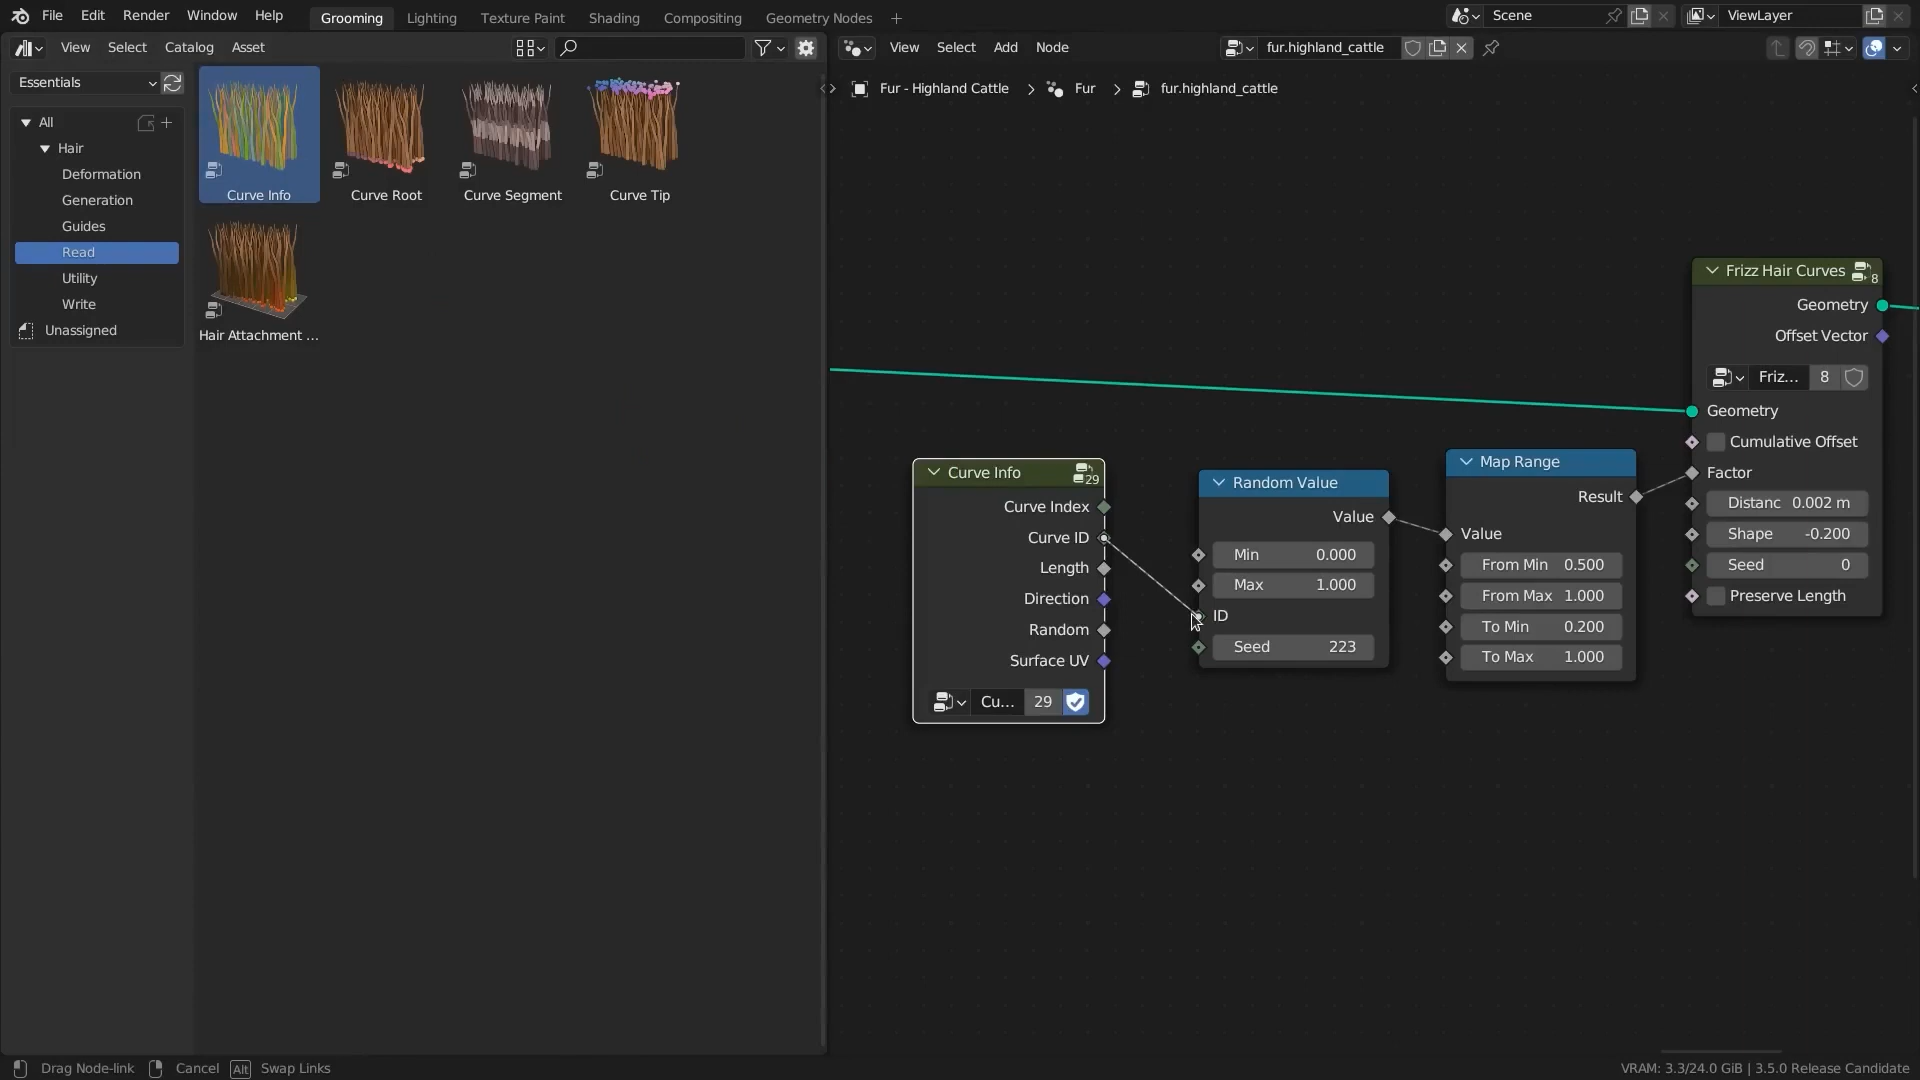 File Edit Render Window Help Grooming Lighting Texture Paint Shading Compositing Geometry Nodes + Scene ViewLayer
View Select Catalog Asset View Select Add Node fur.highland_cattle
Essentials Fur - Highland Cattle Fur fur.highland_cattle
All
Hair
Deformation
Generation
Guides
Read
Utility
Write
Unassigned
Curve Info Curve Root Curve Segment Curve Tip
Hair Attachment ...
Curve Info 29
Curve Index
Curve ID
Length
Direction
Random
Surface UV
Cu... 29
Random Value
Value
Min 0.000
Max 1.000
ID
Seed 223
Map Range
Result
Value
From Min 0.500
From Max 1.000
To Min 0.200
To Max 1.000
Frizz Hair Curves 8
Geometry
Offset Vector
Friz... 8
Geometry
Cumulative Offset
Factor
Distanc 0.002 m
Shape -0.200
Seed 0
Preserve Length
Drag Node-link Cancel Alt Swap Links VRAM: 3.3/24.0 GiB | 3.5.0 Release Candidate